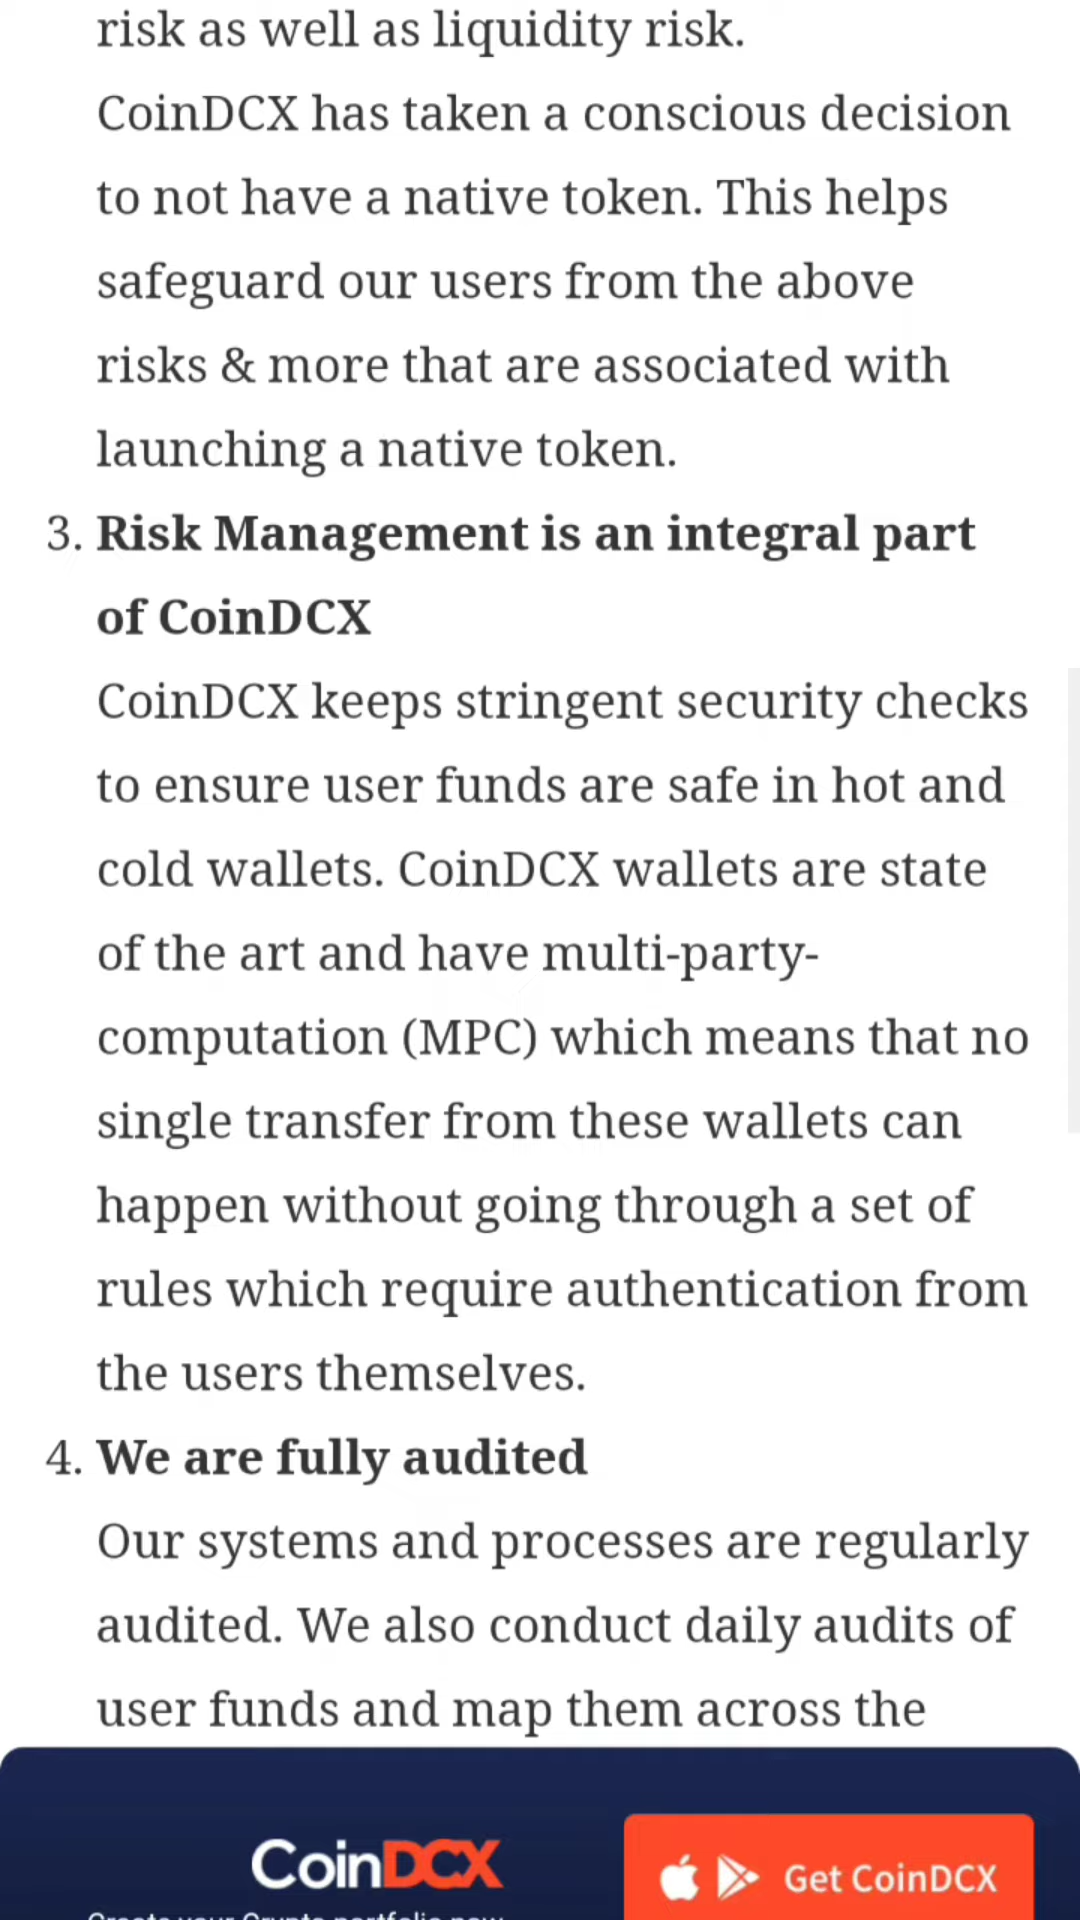 risk as well as liquidity risk.
CoinDCX has taken a conscious decision
to not have a native token. This helps
safeguard our users from the above
risks & more that are associated with
launching a native token.
3. Risk Management is an integral part
of CoinDCX
CoinDCX keeps stringent security checks
to ensure user funds are safe in hot and
cold wallets. CoinDCX wallets are state
of the art and have multi-party-
computation (MPC) which means that no
single transfer from these wallets can
happen without going through a set of
rules which require authentication from
the users themselves.
4. We are fully audited
Our systems and processes are regularly
audited. We also conduct daily audits of
user funds and map them across the
CoinDCX
Get CoinDCX
Create your Crypto portfolio now